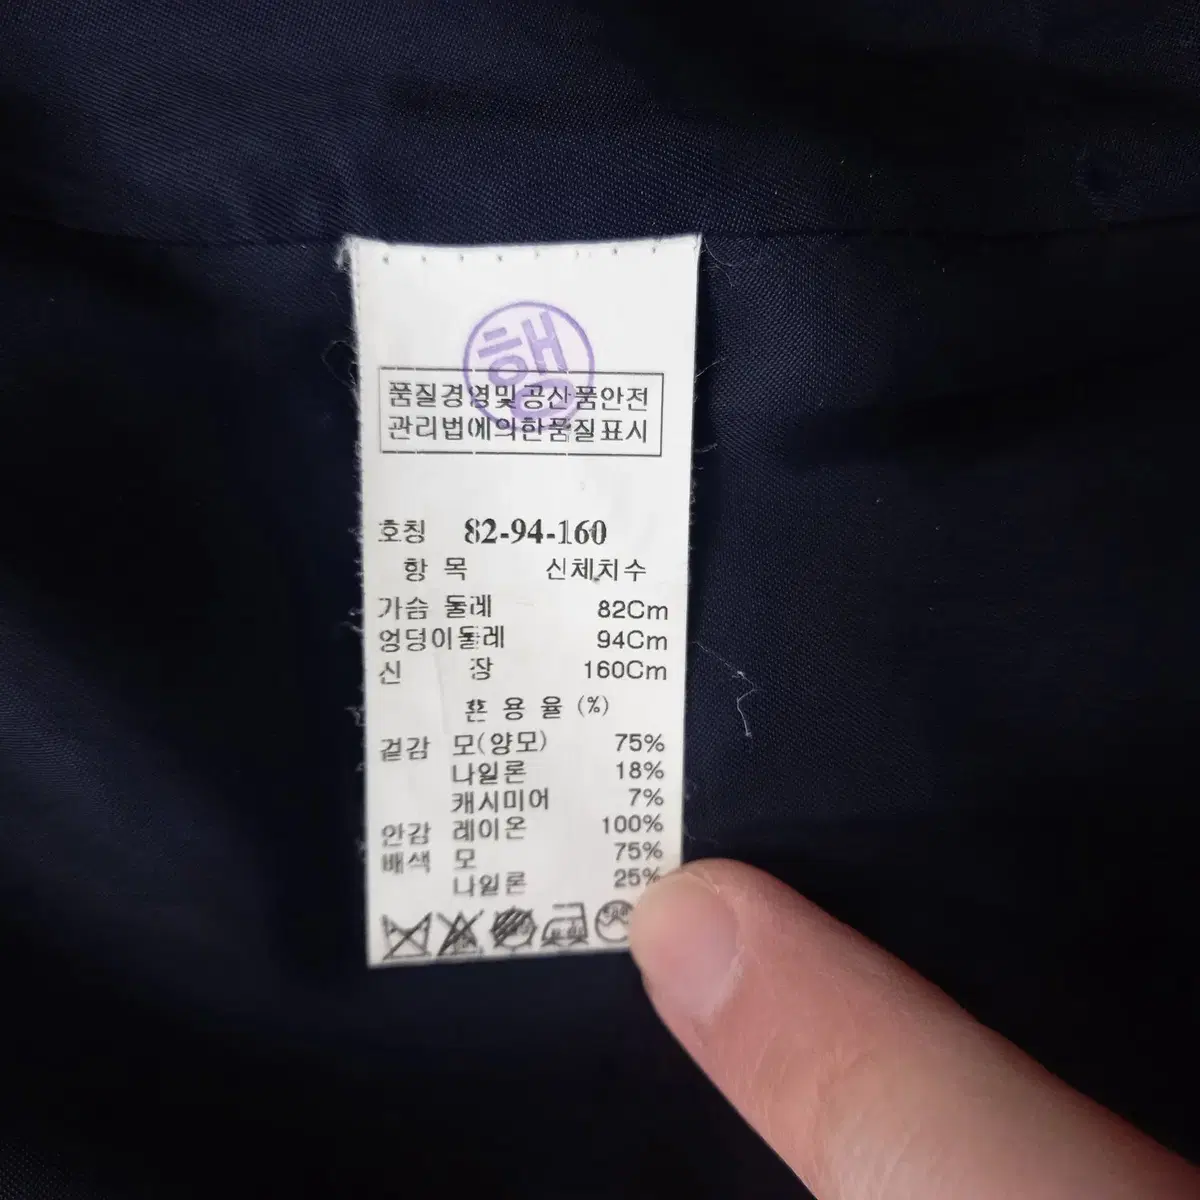 행
품질경영및공산품안전
관리법에의한품질표시
호칭 82-94-160
항 목 신체치수
가슴 둘레 82Cm
엉덩이둘레 94Cm
신 장 160Cm
혼 용 율 (%)
겉감 모(양모) 75%
나일론 18%
캐시미어 7%
안감 레이온 100%
배색 모 75%
나일론 25%